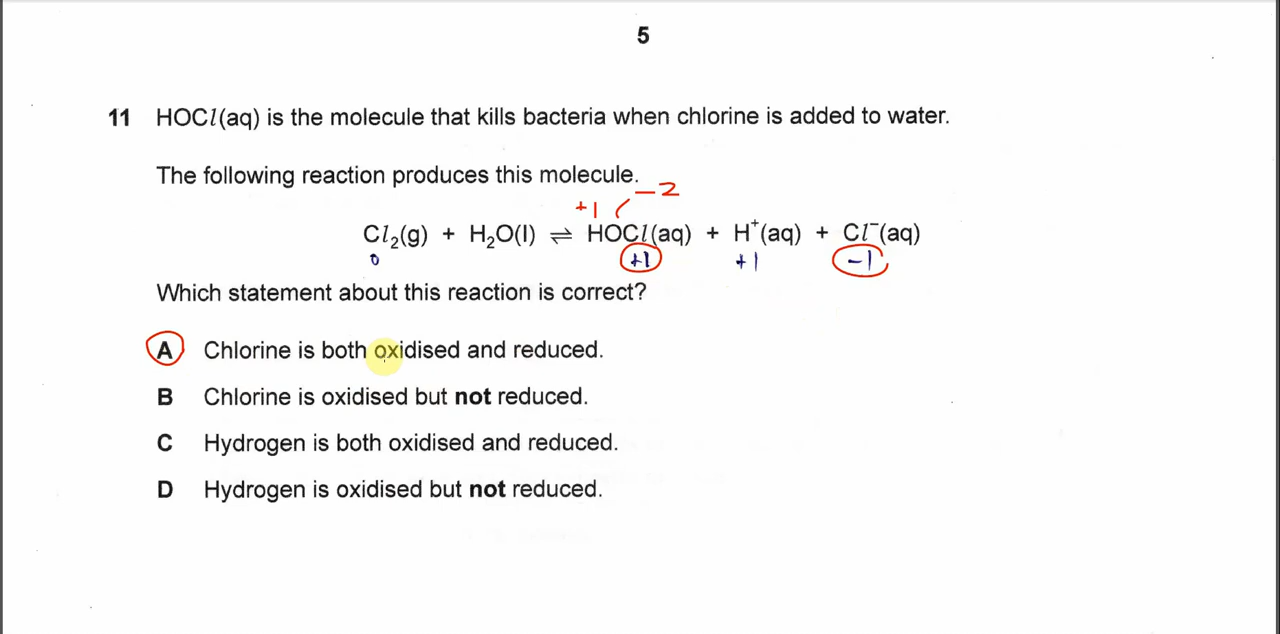 5
11 HOCl(aq) is the molecule that kills bacteria when chlorine is added to water.
The following reaction produces this molecule.
−2
+1
Cl₂(g) + H₂O(l) ⇌ HOCl(aq) + H⁺(aq) + Cl⁻(aq)
0 +1 +1 −1
Which statement about this reaction is correct?
A Chlorine is both oxidised and reduced.
B Chlorine is oxidised but not reduced.
C Hydrogen is both oxidised and reduced.
D Hydrogen is oxidised but not reduced.